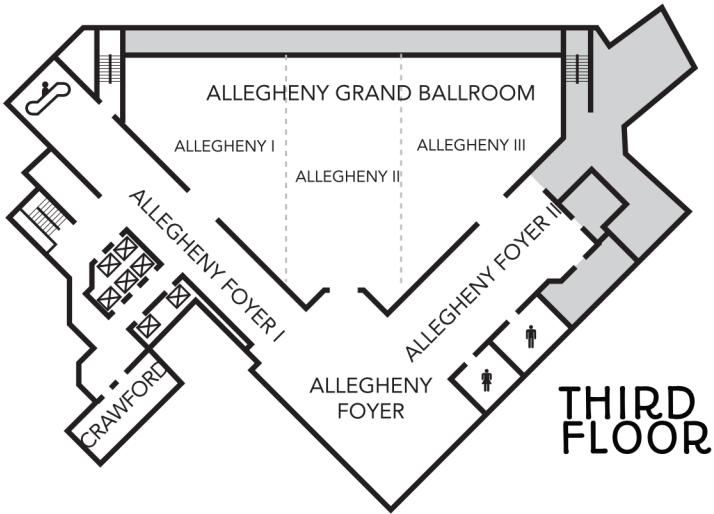 ALLEGHENY GRAND BALLROOM
ALLEGHENY I
ALLEGHENY II
ALLEGHENY III
ALLEGHENY FOYER I
ALLEGHENY FOYER II
ALLEGHENY
FOYER
CRAWFORD
THIRD
FLOOR